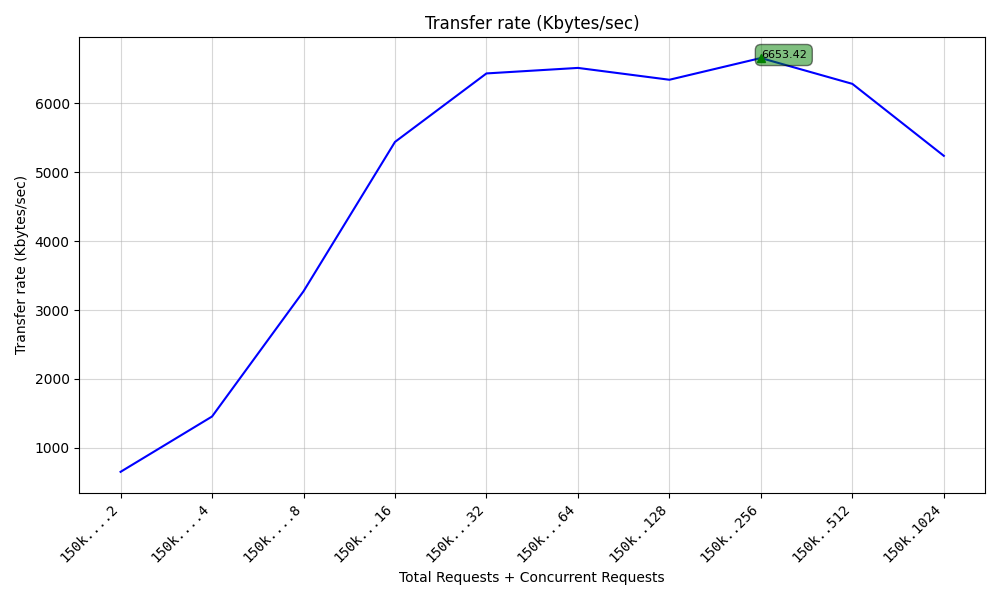 Transfer rate (Kbytes/sec)
6653.42
6000
5000
4000
3000
2000
1000
Transfer rate (Kbytes/sec)
150k....2
150k....4
150k....8
150k...16
150k...32
150k...64
150k..128
150k..256
150k..512
150k.1024
Total Requests + Concurrent Requests